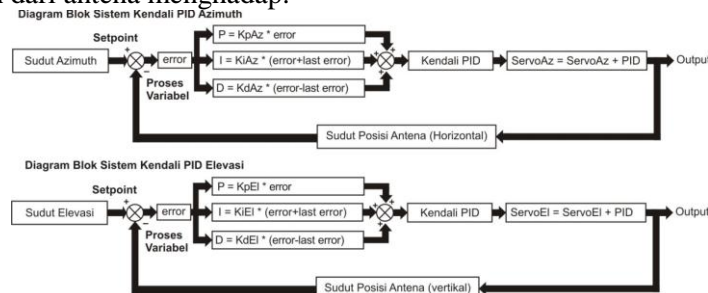 dari antena menghadap.
Diagram Blok Sistem Kendali PID Azimuth
Setpoint
Sudut Azimuth
+
−
error
Proses
Variabel
P = KpAz * error
I = KiAz * (error+last error)
D = KdAz * (error-last error)
+
+
+
Kendali PID
ServoAz = ServoAz + PID
Output
Sudut Posisi Antena (Horizontal)
Diagram Blok Sistem Kendali PID Elevasi
Setpoint
Sudut Elevasi
+
−
error
Proses
Variabel
P = KpEl * error
I = KiEl * (error+last error)
D = KdEl * (error-last error)
+
+
+
Kendali PID
ServoEl = ServoEl + PID
Output
Sudut Posisi Antena (vertikal)